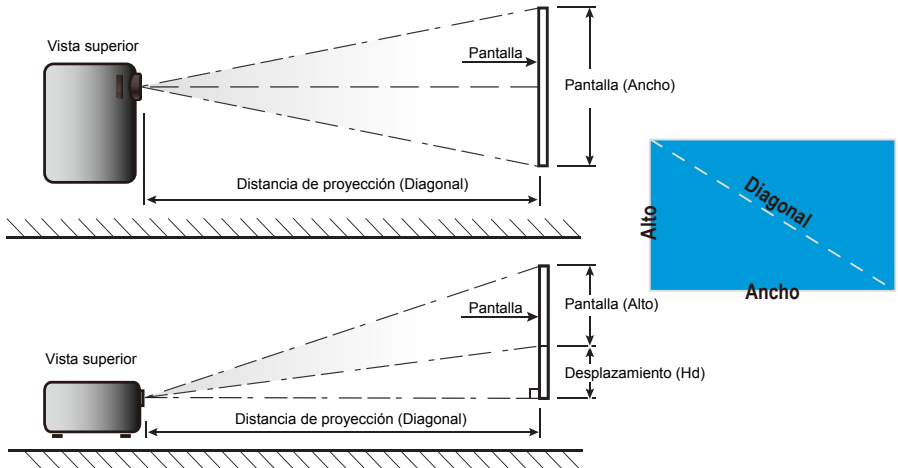 Vista superior
Pantalla
Pantalla (Ancho)
Distancia de proyección (Diagonal)
Alto
Diagonal
Ancho
Pantalla
Pantalla (Alto)
Vista superior
Desplazamiento (Hd)
Distancia de proyección (Diagonal)